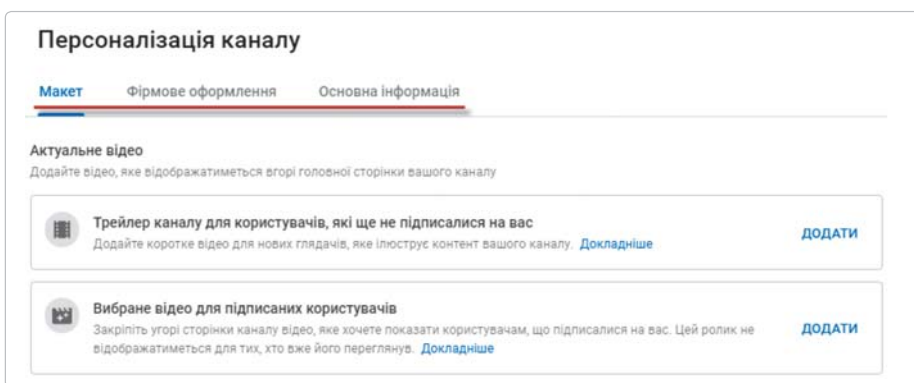 Персоналізація каналу
Макет Фірмове оформлення Основна інформація
Актуальне відео
Додайте відео, яке відображатиметься вгорі головної сторінки вашого каналу
Трейлер каналу для користувачів, які ще не підписалися на вас
Додайте коротке відео для нових глядачів, яке ілюструє контент вашого каналу. Докладніше
ДОДАТИ
Вибране відео для підписаних користувачів
Закріпіть угорі сторінки каналу відео, яке хочете показати користувачам, що підписалися на вас. Цей ролик не
відображатиметься для тих, хто вже його переглянув. Докладніше
ДОДАТИ